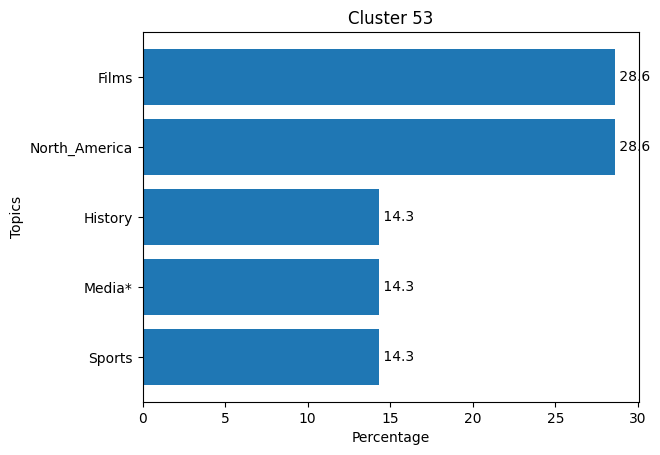 Cluster 53
Topics
Films 28.6
North_America 28.6
History 14.3
Media* 14.3
Sports 14.3
0 5 10 15 20 25 30
Percentage